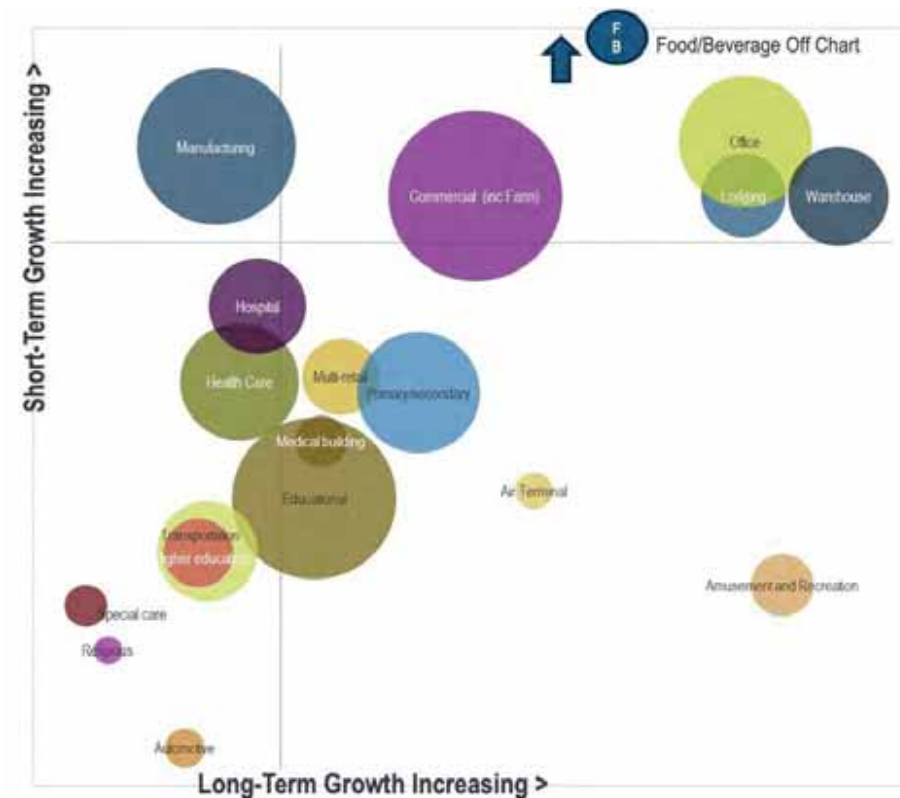 F
B
Food/Beverage Off Chart
Short-Term Growth Increasing >
Manufacturing
Office
Commercial (inc Farm)
Lodging
Warehouse
Hospital
Health Care
Multi-retail
Primary/secondary
Medical building
Educational
Air Terminal
Transportation
Higher education
Amusement and Recreation
Special care
Religious
Automotive
Long-Term Growth Increasing >